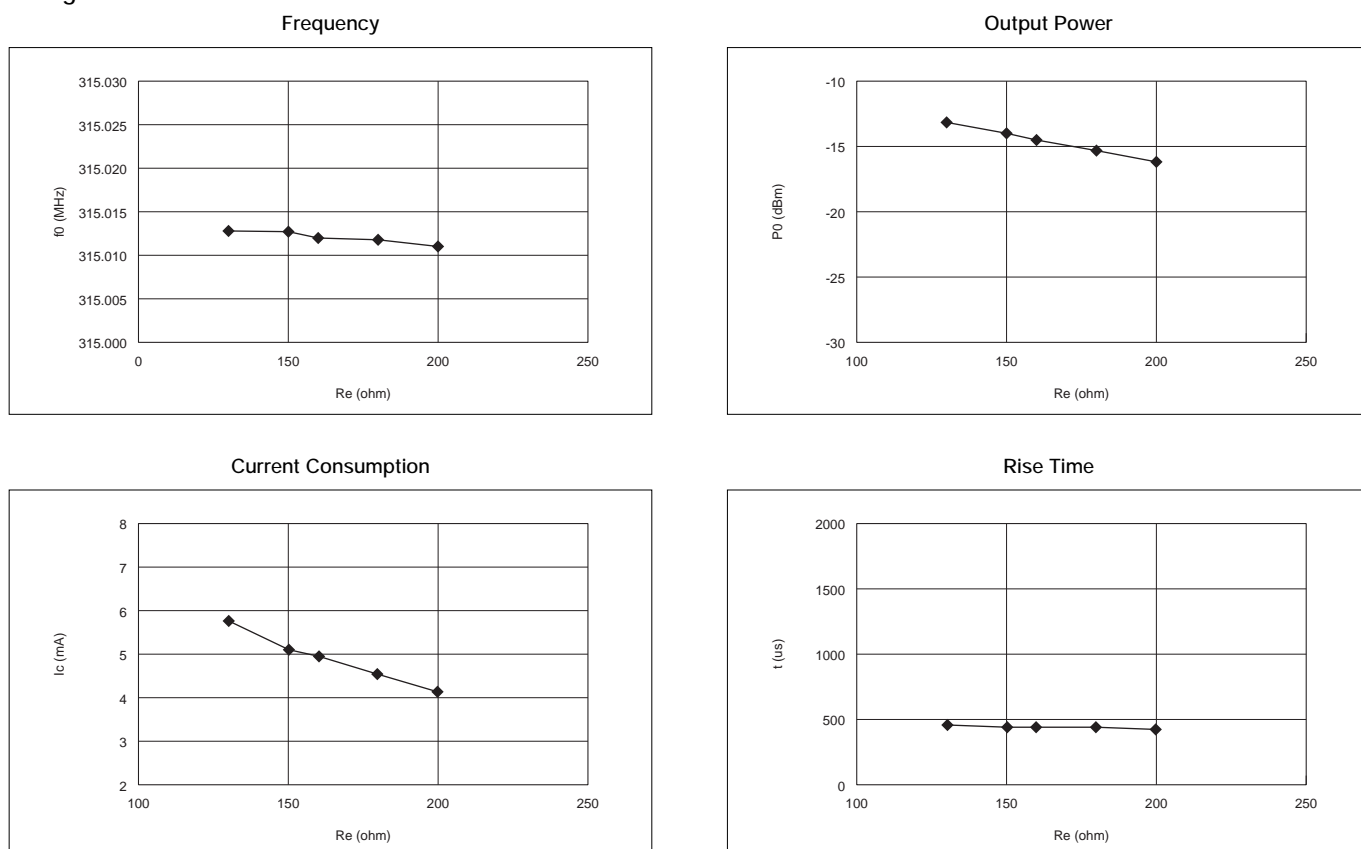 Frequency
315.030
315.025
315.020
315.015
315.010
315.005
315.000
f0 (MHz)
0 150 200 250
Re (ohm)
Output Power
-10
-15
-20
-25
-30
P0 (dBm)
100 150 200 250
Re (ohm)
Current Consumption
8
7
6
5
4
3
2
Ic (mA)
100 150 200 250
Re (ohm)
Rise Time
2000
1500
1000
500
0
t (us)
100 150 200 250
Re (ohm)